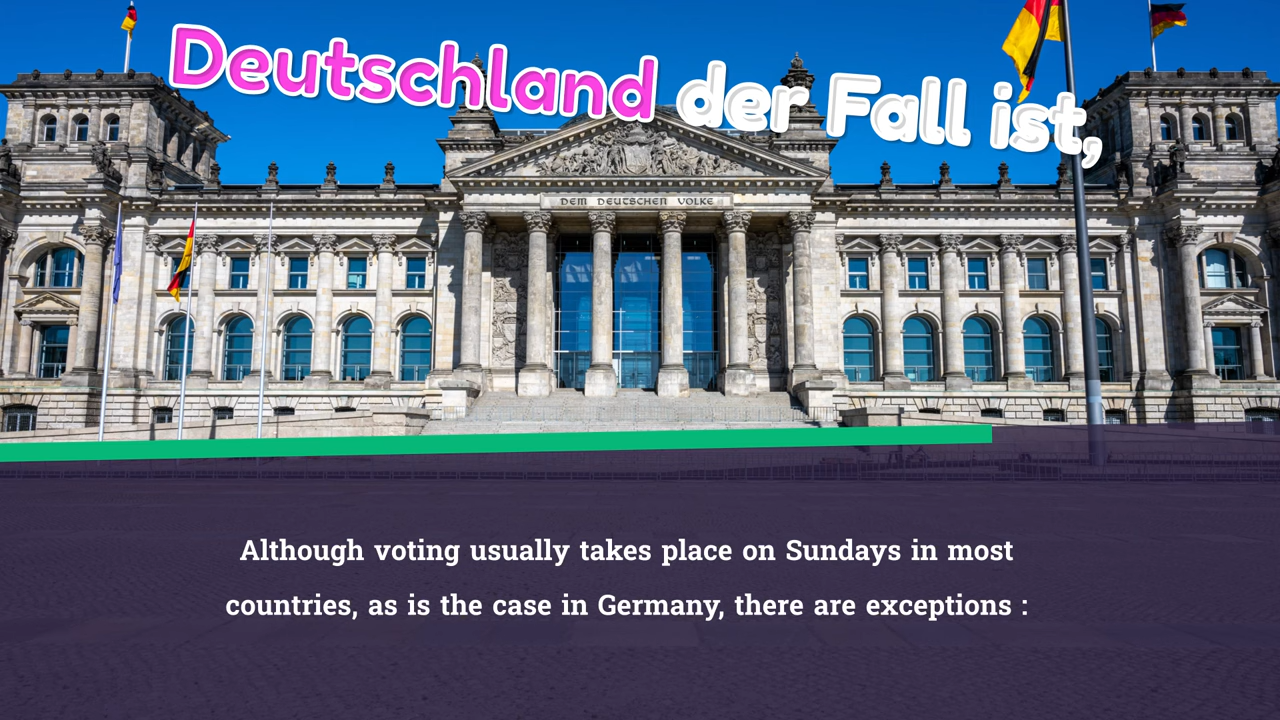 Deutschland der Fall ist,
DEM DEUTSCHEN VOLKE
Although voting usually takes place on Sundays in most
countries, as is the case in Germany, there are exceptions :